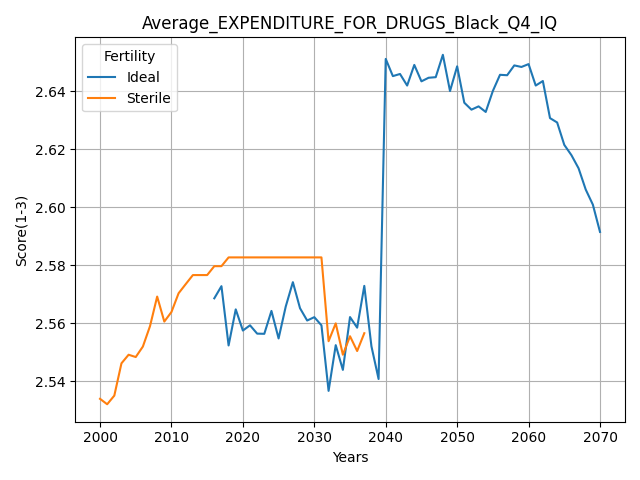 Average_EXPENDITURE_FOR_DRUGS_Black_Q4_IQ
Fertility
Ideal
Sterile
Score(1-3)
2.64
2.62
2.60
2.58
2.56
2.54
2000 2010 2020 2030 2040 2050 2060 2070
Years